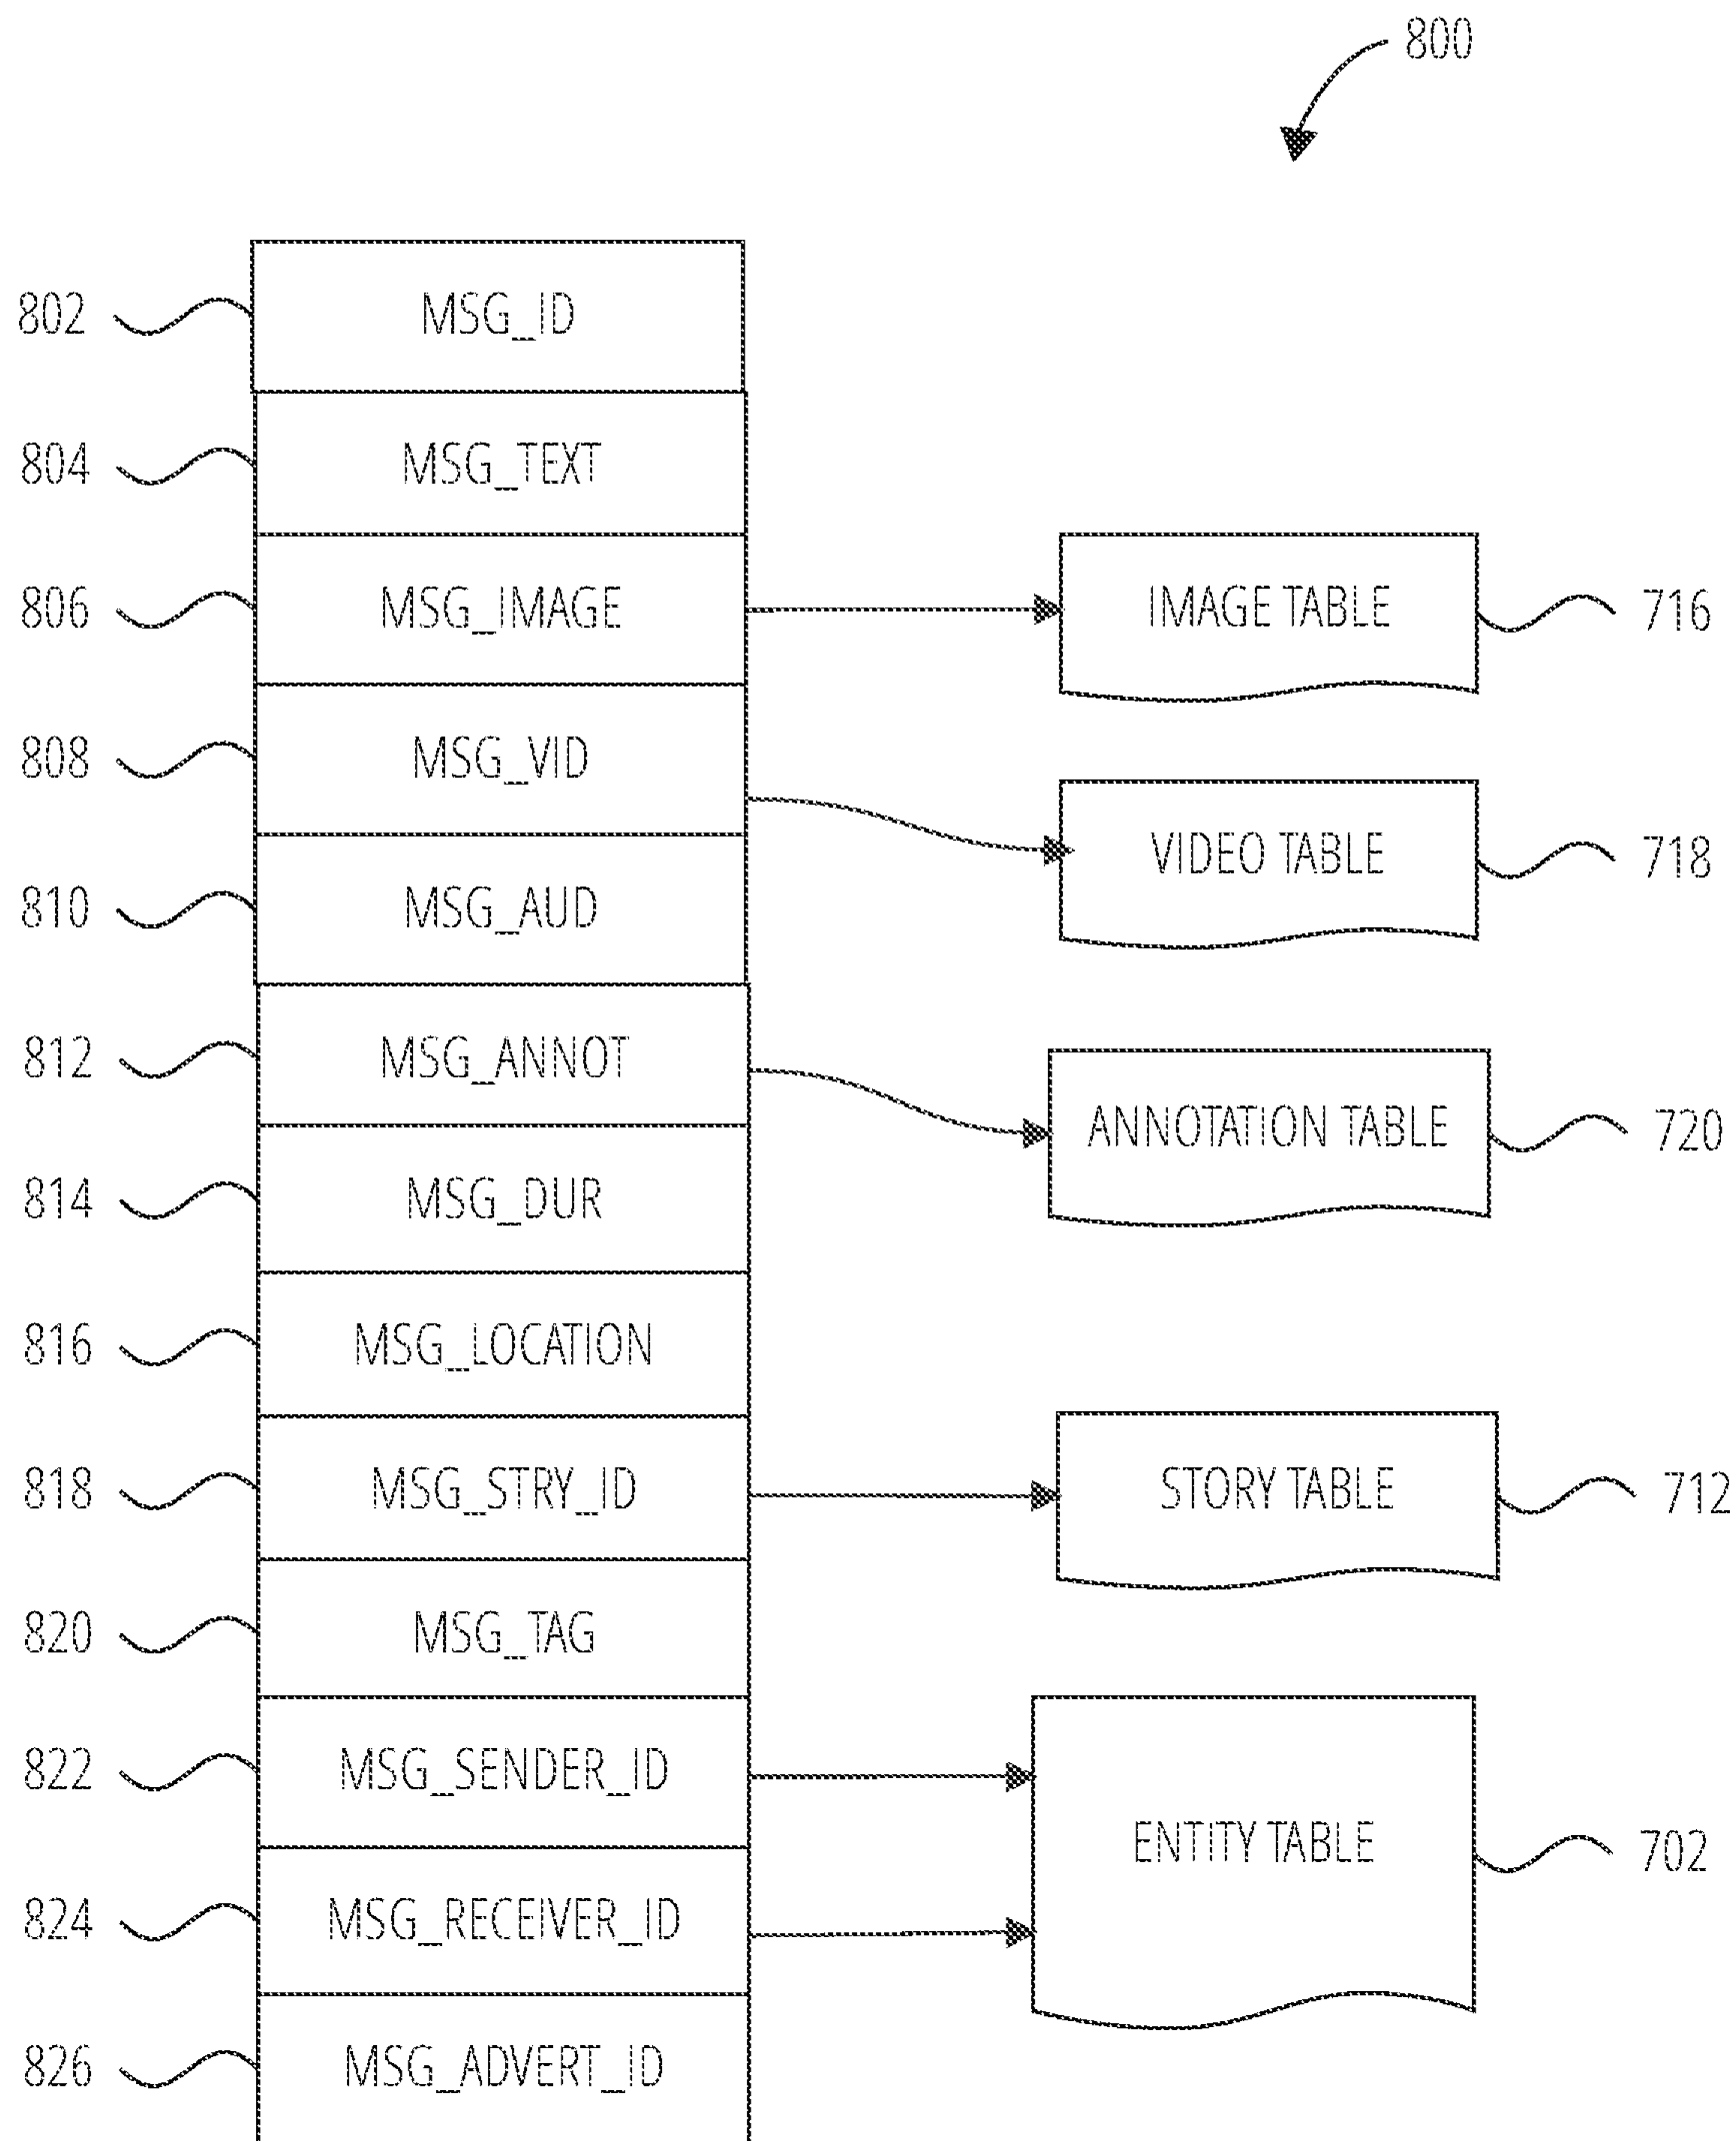 800
802 MSG_ID
804 MSG_TEXT
806 MSG_IMAGE IMAGE TABLE 716
808 MSG_VID VIDEO TABLE 718
810 MSG_AUD
812 MSG_ANNOT ANNOTATION TABLE 720
814 MSG_DUR
816 MSG_LOCATION
818 MSG_STRY_ID STORY TABLE 712
820 MSG_TAG
822 MSG_SENDER_ID
ENTITY TABLE 702
824 MSG_RECEIVER_ID
826 MSG_ADVERT_ID